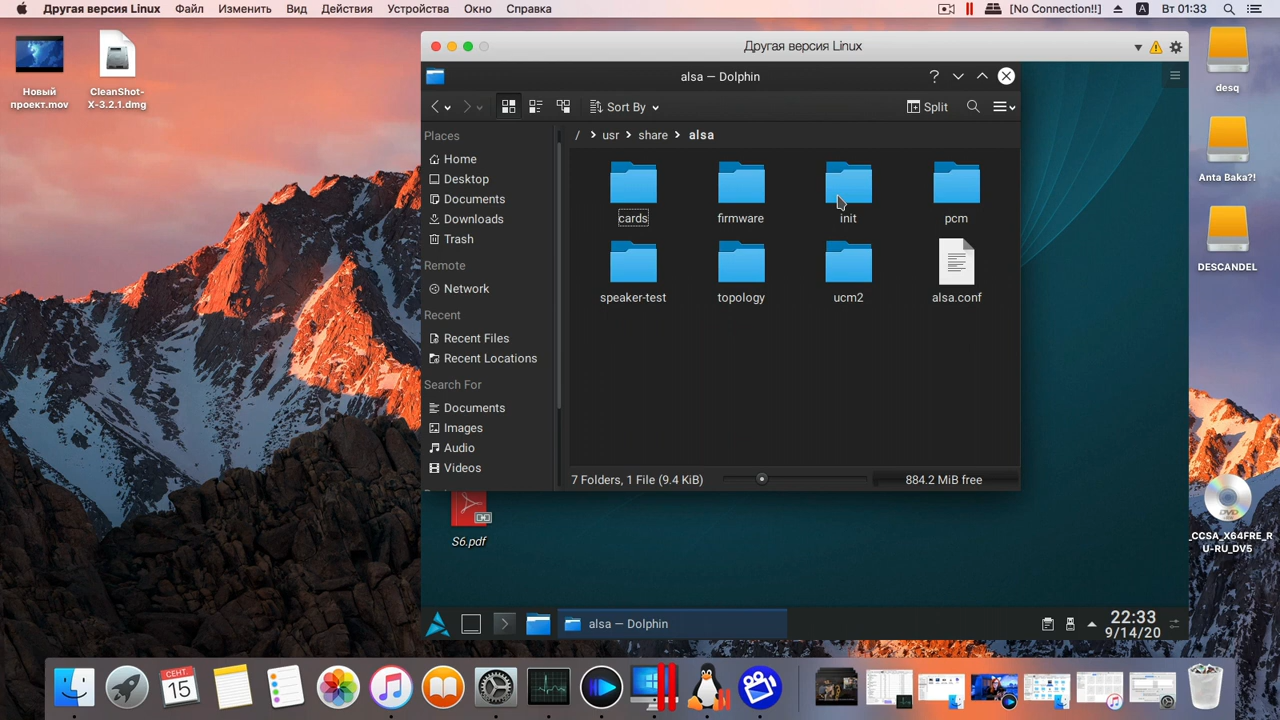 Другая версия Linux Файл Изменить Вид Действия Устройства Окно Справка [No Connection!!] A Вт 01:33
Новый
проект.mov
CleanShot-
X-3.2.1.dmg
Другая версия Linux
alsa — Dolphin
Sort By Split
/ > usr > share > alsa
Places
Home
Desktop
Documents
Downloads
Trash
Remote
Network
Recent
Recent Files
Recent Locations
Search For
Documents
Images
Audio
Videos
cards firmware init pcm
speaker-test topology ucm2 alsa.conf
7 Folders, 1 File (9.4 KiB) 884.2 MiB free
S6.pdf
alsa — Dolphin
22:33
9/14/20
desq
Anta Baka?!
DESCANDEL
DVD
_CCSA_X64FRE_R
U-RU_DV5
СЕНТ.
15